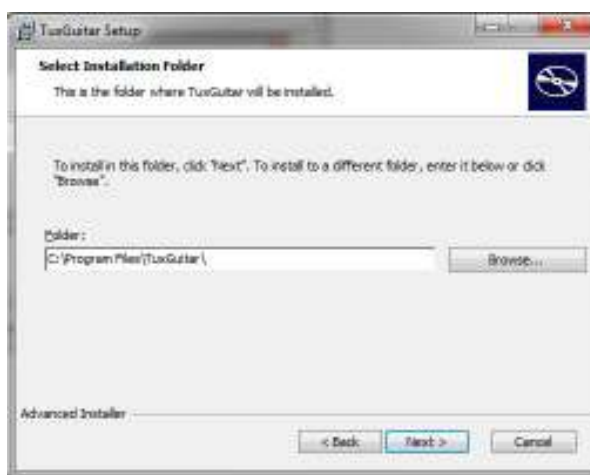 TuxGuitar Setup
Select Installation Folder
This is the folder where TuxGuitar will be installed.
To install in this folder, click "Next". To install to a different folder, enter it below or click
"Browse".
Folder:
C:\Program Files\TuxGuitar\
Browse...
Advanced Installer
< Back
Next >
Cancel